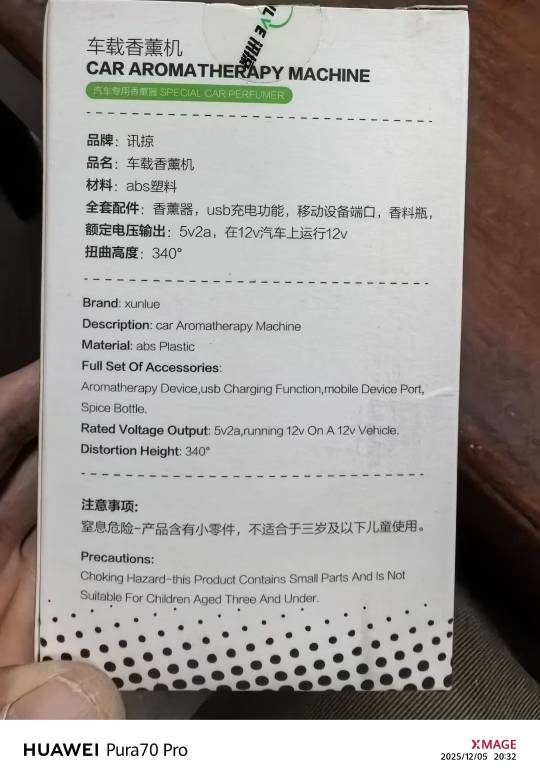 车载香薰机
CAR AROMATHERAPY MACHINE
汽车专用香薰器 SPECIAL CAR PERFUMER
品牌：讯掠
品名：车载香薰机
材料：abs塑料
全套配件：香薰器，usb充电功能，移动设备端口，香料瓶，
额定电压输出：5v2a，在12v汽车上运行12v
扭曲高度：340°
Brand: xunlue
Description: car Aromatherapy Machine
Material: abs Plastic
Full Set Of Accessories:
Aromatherapy Device,usb Charging Function,mobile Device Port,
Spice Bottle.
Rated Voltage Output: 5v2a,running 12v On A 12v Vehicle.
Distortion Height: 340°
注意事项:
窒息危险-产品含有小零件，不适合于三岁及以下儿童使用。
Precautions:
Choking Hazard-this Product Contains Small Parts And Is Not
Suitable For Children Aged Three And Under.
HUAWEI Pura70 Pro
XMAGE
2025/12/05 20:32